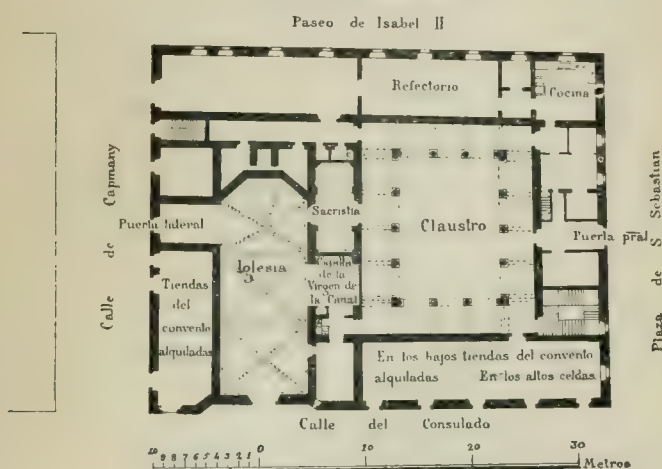 Paseo de Isabel II
Refectorio
Cocina
Calle de Capmany
Puerta lateral
Sacristía
Claustro
Puerta pral
Plaza de S. Sebastian
Iglesia
Capilla
de la
Virgen de
la Canal
Tiendas
del
convento
alquiladas
En los bajos tiendas del convento
alquiladas En los altos celdas
Calle del Consulado
10 9 8 7 6 5 4 3 2 1 0 10 20 30
Metros